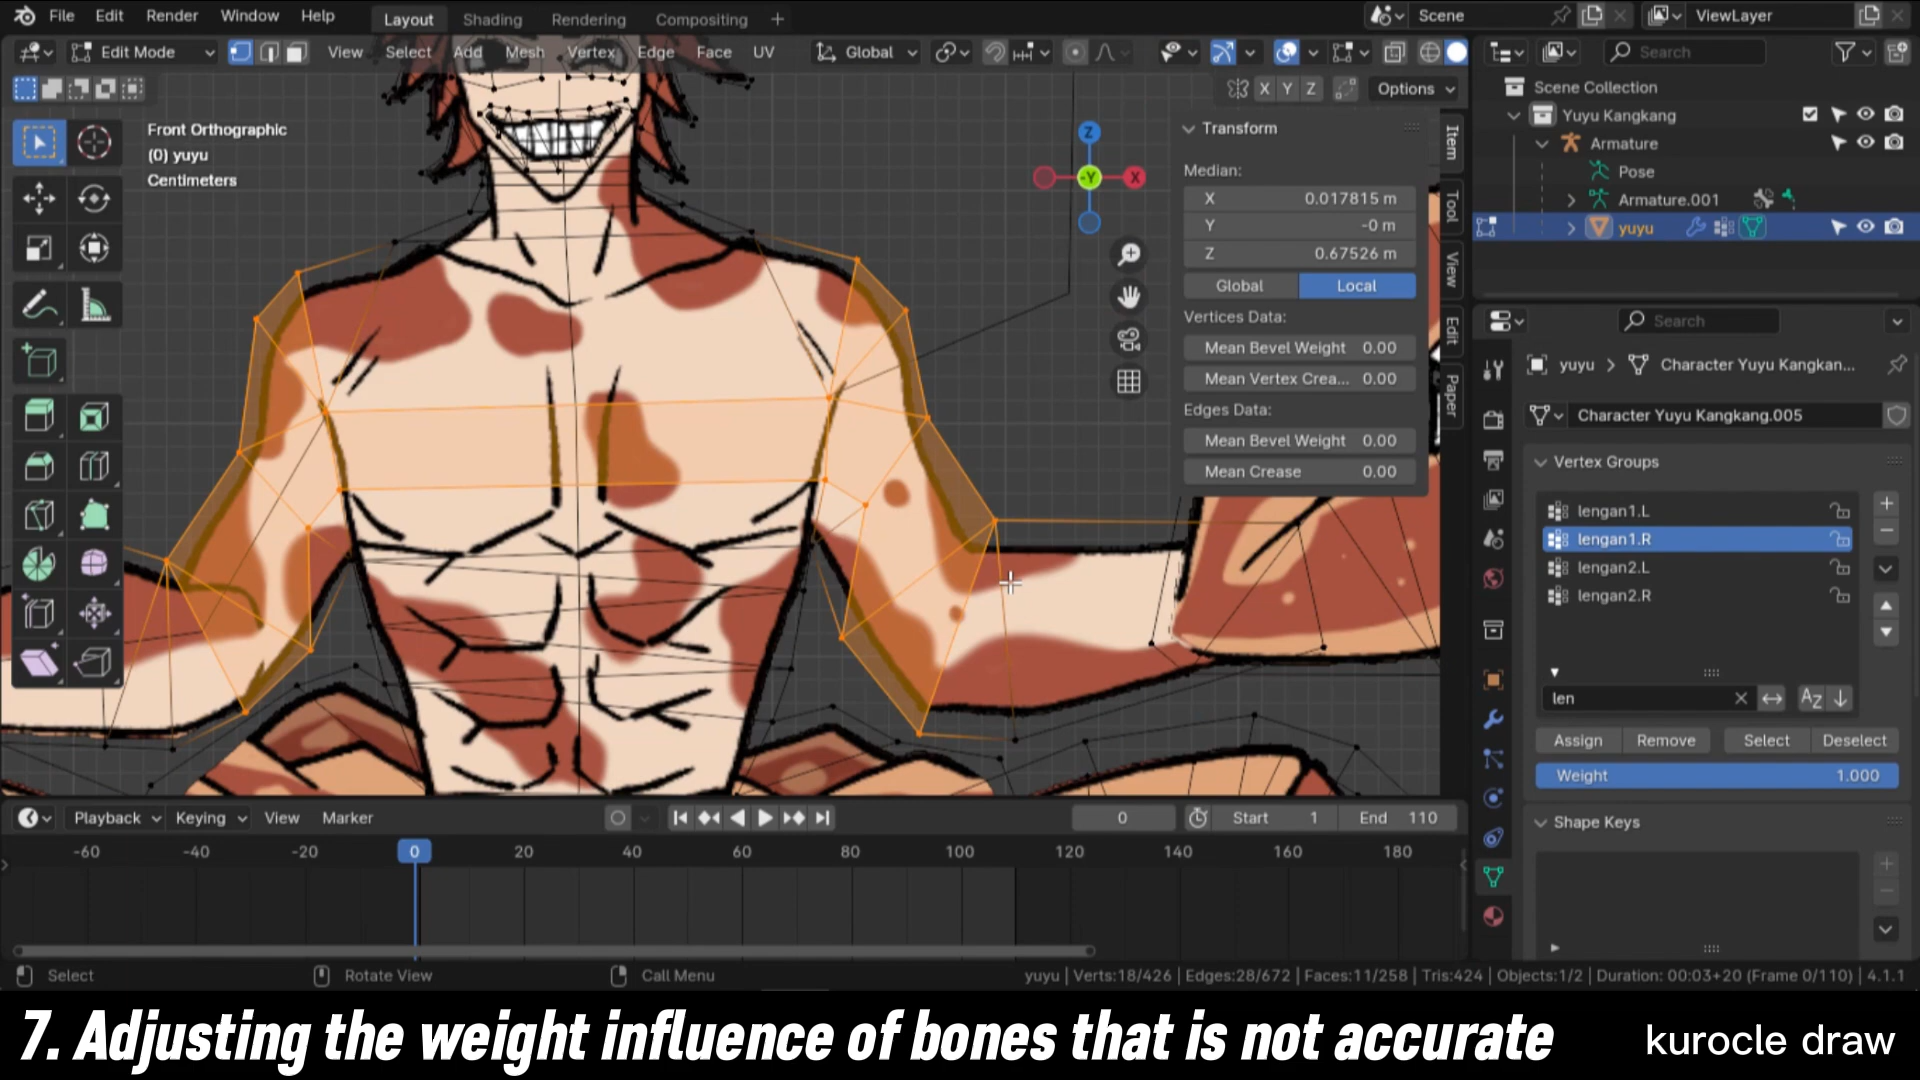 File Edit Render Window Help Layout Shading Rendering Compositing + Scene ViewLayer
Edit Mode View Select Add Mesh Vertex Edge Face UV Global Search
X Y Z Options
Front Orthographic
(0) yuyu
Centimeters
Z
-Y
X
Transform
Median:
X 0.017815 m
Y -0 m
Z 0.67526 m
Global Local
Vertices Data:
Mean Bevel Weight 0.00
Mean Vertex Crea... 0.00
Edges Data:
Mean Bevel Weight 0.00
Mean Crease 0.00
Item
Tool
View
Edit
Paper
Scene Collection
Yuyu Kangkang
Armature
Pose
Armature.001
yuyu
Search
yuyu > Character Yuyu Kangkan...
Character Yuyu Kangkang.005
Vertex Groups
lengan1.L
lengan1.R
lengan2.L
lengan2.R
len
Assign Remove Select Deselect
Weight 1.000
Shape Keys
Playback Keying View Marker 0 Start 1 End 110
-60 -40 -20 0 20 40 60 80 100 120 140 160 180
Select Rotate View Call Menu yuyu | Verts:18/426 | Edges:28/672 | Faces:11/258 | Tris:424 | Objects:1/2 | Duration: 00:03+20 (Frame 0/110) | 4.1.1
7. Adjusting the weight influence of bones that is not accurate
kurocle draw